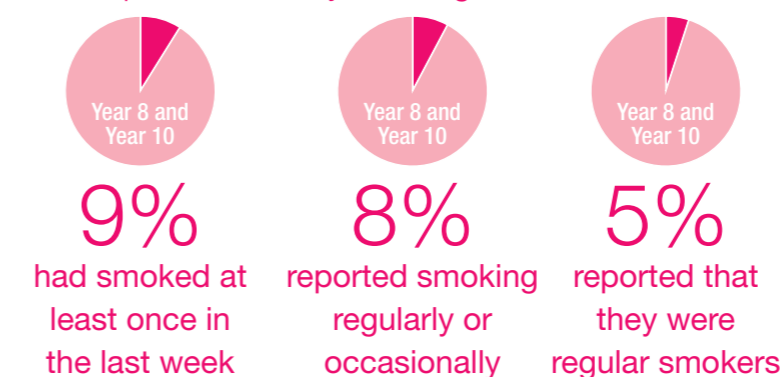 Year 8 and
Year 10
9%
had smoked at
least once in
the last week
Year 8 and
Year 10
8%
reported smoking
regularly or
occasionally
Year 8 and
Year 10
5%
reported that
they were
regular smokers